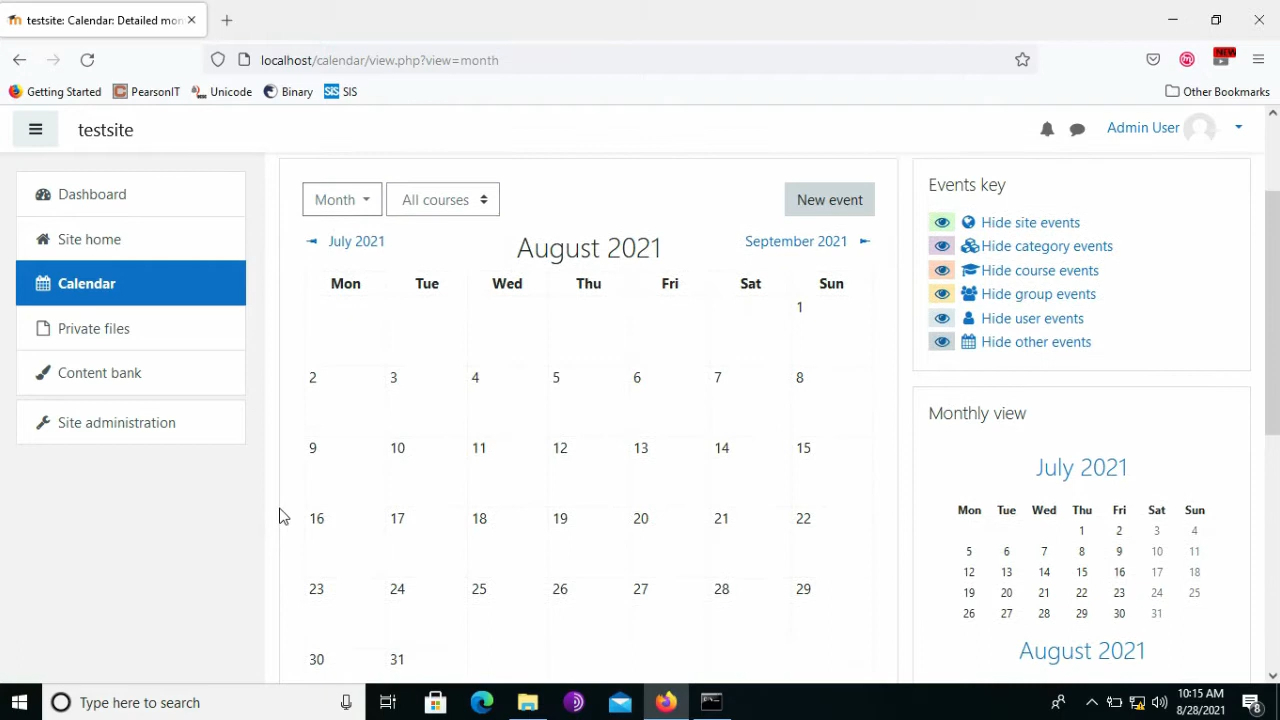 testsite: Calendar: Detailed mon
localhost/calendar/view.php?view=month
NEW
Getting Started PearsonIT Unicode Binary SIS SIS Other Bookmarks
testsite Admin User
Dashboard
Site home
Calendar
Private files
Content bank
Site administration
Month All courses New event
July 2021 August 2021 September 2021
Mon Tue Wed Thu Fri Sat Sun
1
2 3 4 5 6 7 8
9 10 11 12 13 14 15
16 17 18 19 20 21 22
23 24 25 26 27 28 29
30 31
Events key
Hide site events
Hide category events
Hide course events
Hide group events
Hide user events
Hide other events
Monthly view
July 2021
Mon Tue Wed Thu Fri Sat Sun
1 2 3 4
5 6 7 8 9 10 11
12 13 14 15 16 17 18
19 20 21 22 23 24 25
26 27 28 29 30 31
August 2021
Type here to search
10:15 AM
8/28/2021
8